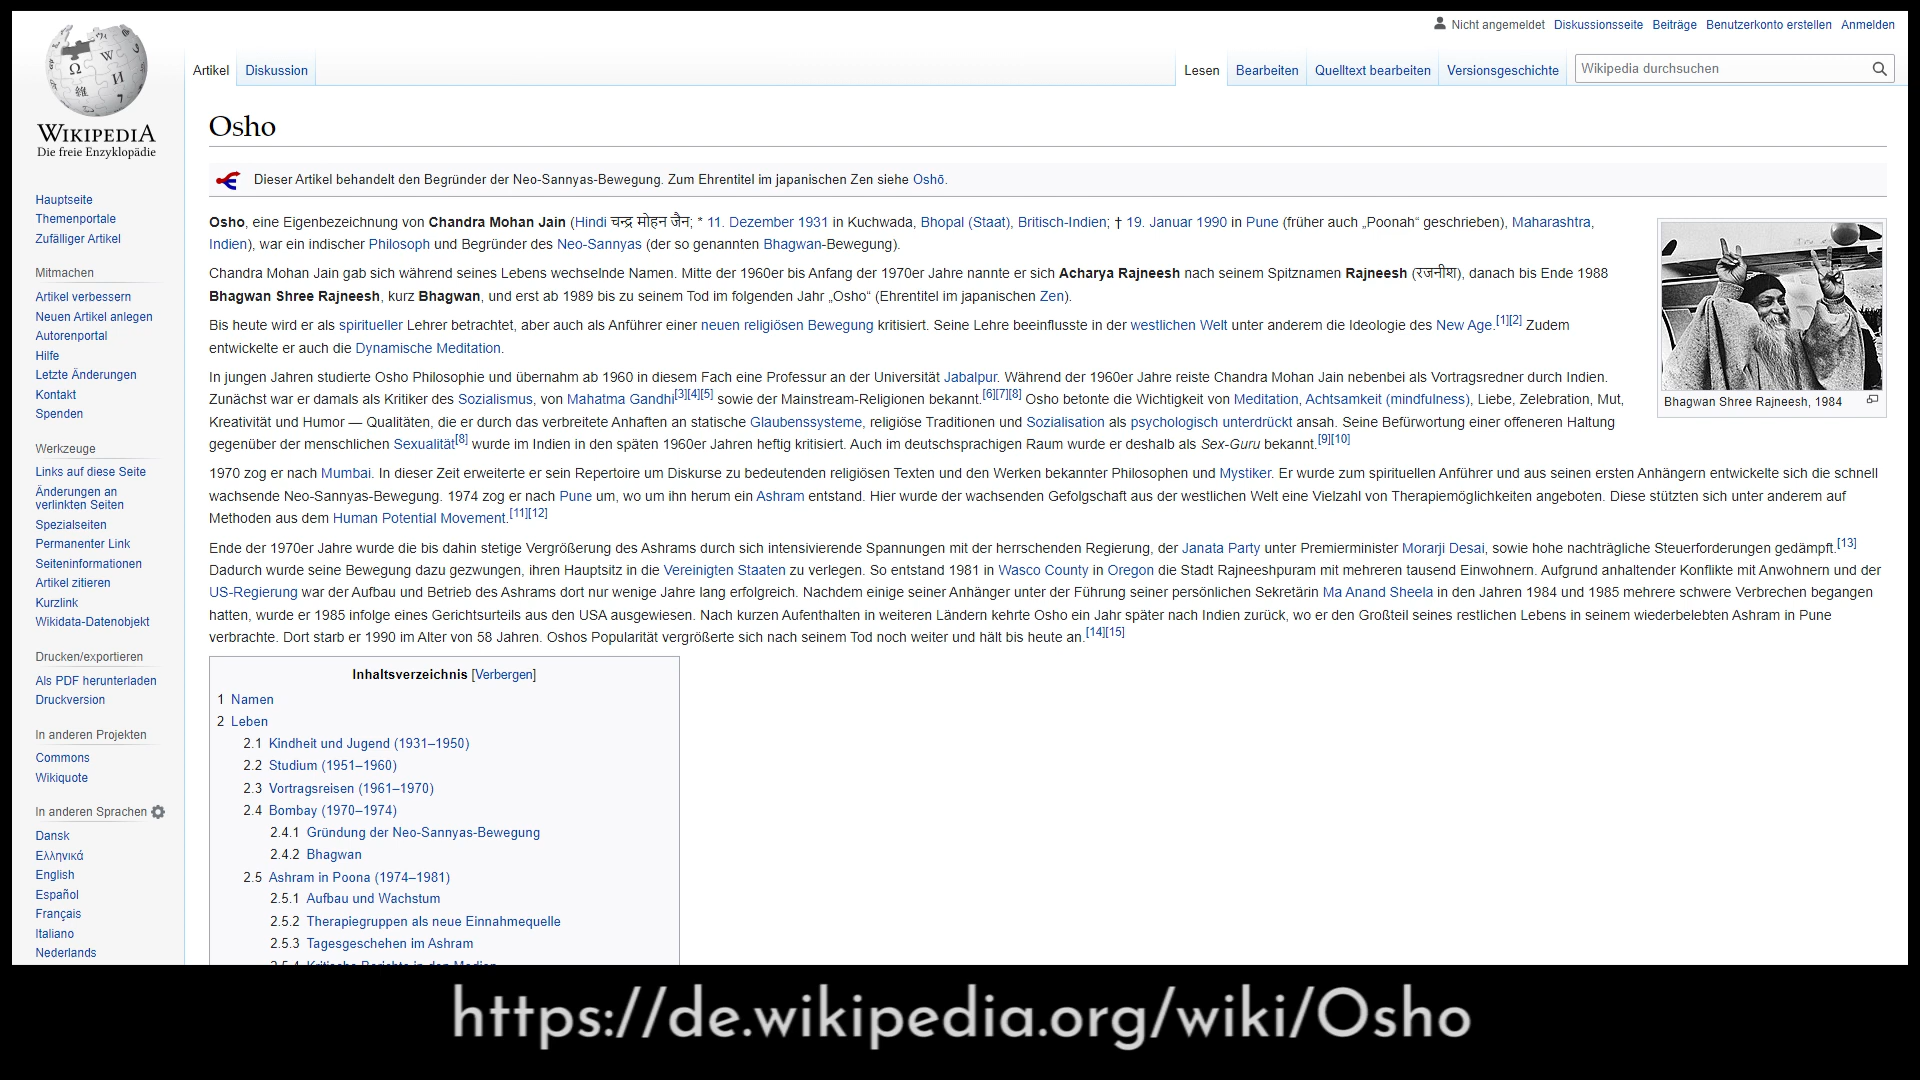 Nicht angemeldet Diskussionsseite Beiträge Benutzerkonto erstellen Anmelden
Artikel Diskussion Lesen Bearbeiten Quelltext bearbeiten Versionsgeschichte Wikipedia durchsuchen
WIKIPEDIA
Die freie Enzyklopädie
Hauptseite
Themenportale
Zufälliger Artikel
Mitmachen
Artikel verbessern
Neuen Artikel anlegen
Autorenportal
Hilfe
Letzte Änderungen
Kontakt
Spenden
Werkzeuge
Links auf diese Seite
Änderungen an
verlinkten Seiten
Spezialseiten
Permanenter Link
Seiteninformationen
Artikel zitieren
Kurzlink
Wikidata-Datenobjekt
Drucken/exportieren
Als PDF herunterladen
Druckversion
In anderen Projekten
Commons
Wikiquote
In anderen Sprachen
Dansk
Ελληνικά
English
Español
Français
Italiano
Nederlands
Osho
Dieser Artikel behandelt den Begründer der Neo-Sannyas-Bewegung. Zum Ehrentitel im japanischen Zen siehe Oshō.
Osho, eine Eigenbezeichnung von Chandra Mohan Jain (Hindi चन्द्र मोहन जैन; * 11. Dezember 1931 in Kuchwada, Bhopal (Staat), Britisch-Indien; † 19. Januar 1990 in Pune (früher auch „Poonah“ geschrieben), Maharashtra,
Indien), war ein indischer Philosoph und Begründer des Neo-Sannyas (der so genannten Bhagwan-Bewegung).
Chandra Mohan Jain gab sich während seines Lebens wechselnde Namen. Mitte der 1960er bis Anfang der 1970er Jahre nannte er sich Acharya Rajneesh nach seinem Spitznamen Rajneesh (रजनीश), danach bis Ende 1988
Bhagwan Shree Rajneesh, kurz Bhagwan, und erst ab 1989 bis zu seinem Tod im folgenden Jahr „Osho“ (Ehrentitel im japanischen Zen).
Bis heute wird er als spiritueller Lehrer betrachtet, aber auch als Anführer einer neuen religiösen Bewegung kritisiert. Seine Lehre beeinflusste in der westlichen Welt unter anderem die Ideologie des New Age.[1][2] Zudem
entwickelte er auch die Dynamische Meditation.
In jungen Jahren studierte Osho Philosophie und übernahm ab 1960 in diesem Fach eine Professur an der Universität Jabalpur. Während der 1960er Jahre reiste Chandra Mohan Jain nebenbei als Vortragsredner durch Indien.
Zunächst war er damals als Kritiker des Sozialismus, von Mahatma Gandhi[3][4][5] sowie der Mainstream-Religionen bekannt.[6][7][8] Osho betonte die Wichtigkeit von Meditation, Achtsamkeit (mindfulness), Liebe, Zelebration, Mut,
Kreativität und Humor — Qualitäten, die er durch das verbreitete Anhaften an statische Glaubenssysteme, religiöse Traditionen und Sozialisation als psychologisch unterdrückt ansah. Seine Befürwortung einer offeneren Haltung
gegenüber der menschlichen Sexualität[8] wurde im Indien in den späten 1960er Jahren heftig kritisiert. Auch im deutschsprachigen Raum wurde er deshalb als Sex-Guru bekannt.[9][10]
Bhagwan Shree Rajneesh, 1984
1970 zog er nach Mumbai. In dieser Zeit erweiterte er sein Repertoire um Diskurse zu bedeutenden religiösen Texten und den Werken bekannter Philosophen und Mystiker. Er wurde zum spirituellen Anführer und aus seinen ersten Anhängern entwickelte sich die schnell
wachsende Neo-Sannyas-Bewegung. 1974 zog er nach Pune um, wo um ihn herum ein Ashram entstand. Hier wurde der wachsenden Gefolgschaft aus der westlichen Welt eine Vielzahl von Therapiemöglichkeiten angeboten. Diese stützten sich unter anderem auf
Methoden aus dem Human Potential Movement.[11][12]
Ende der 1970er Jahre wurde die bis dahin stetige Vergrößerung des Ashrams durch sich intensivierende Spannungen mit der herrschenden Regierung, der Janata Party unter Premierminister Morarji Desai, sowie hohe nachträgliche Steuerforderungen gedämpft.[13]
Dadurch wurde seine Bewegung dazu gezwungen, ihren Hauptsitz in die Vereinigten Staaten zu verlegen. So entstand 1981 in Wasco County in Oregon die Stadt Rajneeshpuram mit mehreren tausend Einwohnern. Aufgrund anhaltender Konflikte mit Anwohnern und der
US-Regierung war der Aufbau und Betrieb des Ashrams dort nur wenige Jahre lang erfolgreich. Nachdem einige seiner Anhänger unter der Führung seiner persönlichen Sekretärin Ma Anand Sheela in den Jahren 1984 und 1985 mehrere schwere Verbrechen begangen
hatten, wurde er 1985 infolge eines Gerichtsurteils aus den USA ausgewiesen. Nach kurzen Aufenthalten in weiteren Ländern kehrte Osho ein Jahr später nach Indien zurück, wo er den Großteil seines restlichen Lebens in seinem wiederbelebten Ashram in Pune
verbrachte. Dort starb er 1990 im Alter von 58 Jahren. Oshos Popularität vergrößerte sich nach seinem Tod noch weiter und hält bis heute an.[14][15]
Inhaltsverzeichnis [Verbergen]
1 Namen
2 Leben
2.1 Kindheit und Jugend (1931–1950)
2.2 Studium (1951–1960)
2.3 Vortragsreisen (1961–1970)
2.4 Bombay (1970–1974)
2.4.1 Gründung der Neo-Sannyas-Bewegung
2.4.2 Bhagwan
2.5 Ashram in Poona (1974–1981)
2.5.1 Aufbau und Wachstum
2.5.2 Therapiegruppen als neue Einnahmequelle
2.5.3 Tagesgeschehen im Ashram
2.5.4 Kritische Berichte in den Medien
https://de.wikipedia.org/wiki/Osho